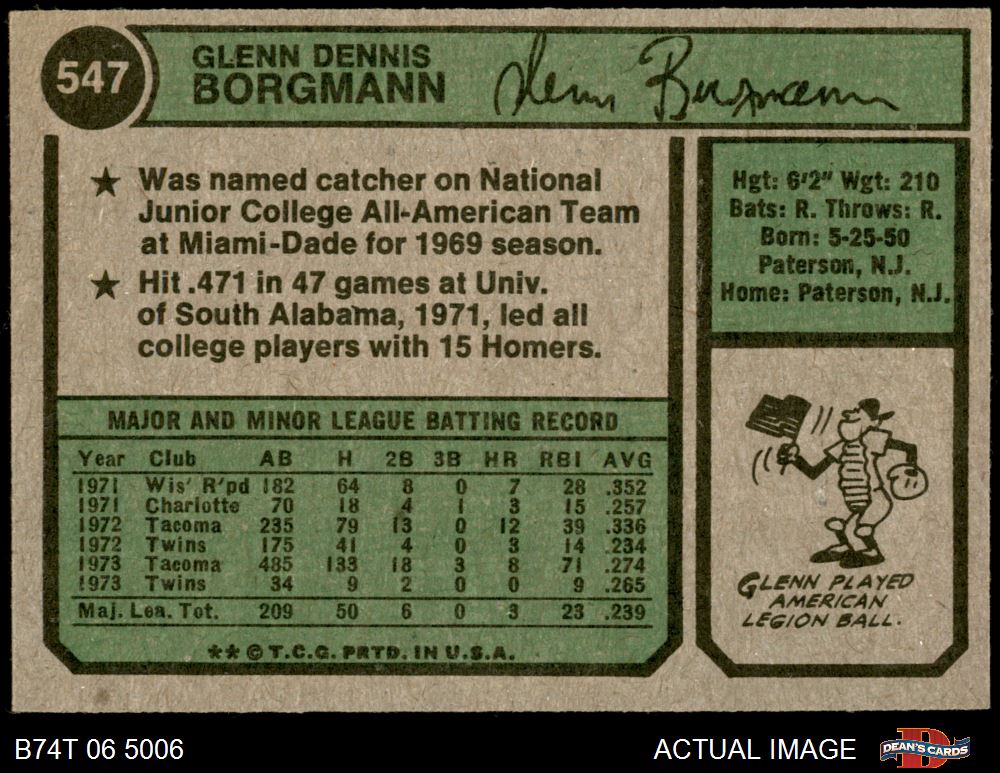 547
GLENN DENNIS
BORGMANN
Glenn Borgmann
★ Was named catcher on National
Junior College All-American Team
at Miami-Dade for 1969 season.
★ Hit .471 in 47 games at Univ.
of South Alabama, 1971, led all
college players with 15 Homers.
Hgt: 6'2" Wgt: 210
Bats: R. Throws: R.
Born: 5-25-50
Paterson, N.J.
Home: Paterson, N.J.
MAJOR AND MINOR LEAGUE BATTING RECORD
Year Club AB H 2B 3B HR RBI AVG
1971 Wis' R'pd 182 64 8 0 7 28 .352
1971 Charlotte 70 18 4 1 3 15 .257
1972 Tacoma 235 79 13 0 12 39 .336
1972 Twins 175 41 4 0 3 14 .234
1973 Tacoma 485 133 18 3 8 71 .274
1973 Twins 34 9 2 0 0 9 .265
Maj. Lea. Tot. 209 50 6 0 3 23 .239
** © T.C.G. PRTD. IN U.S.A.
GLENN PLAYED
AMERICAN
LEGION BALL.
B74T 06 5006
ACTUAL IMAGE
DEAN'S CARDS